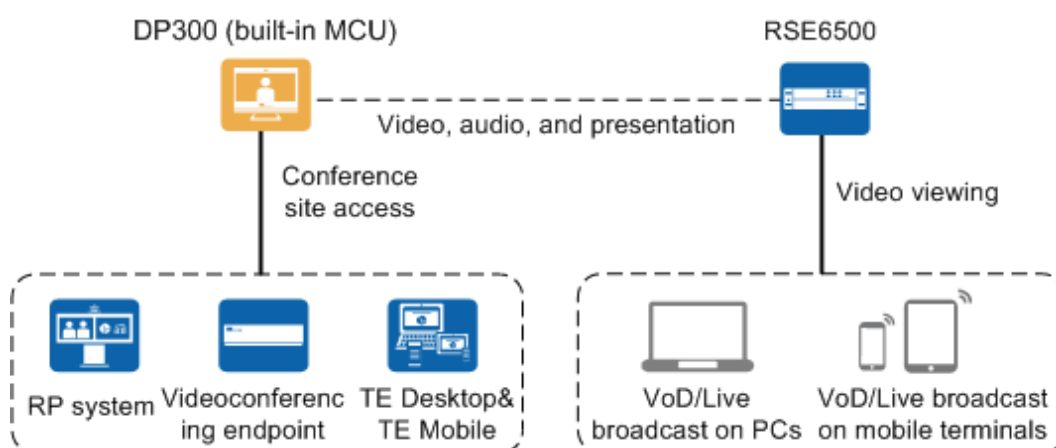 DP300 (built-in MCU)
RSE6500
Video, audio, and presentation
Conference
site access
Video viewing
RP system
Videoconferenc
ing endpoint
TE Desktop&
TE Mobile
VoD/Live
broadcast on PCs
VoD/Live broadcast
on mobile terminals